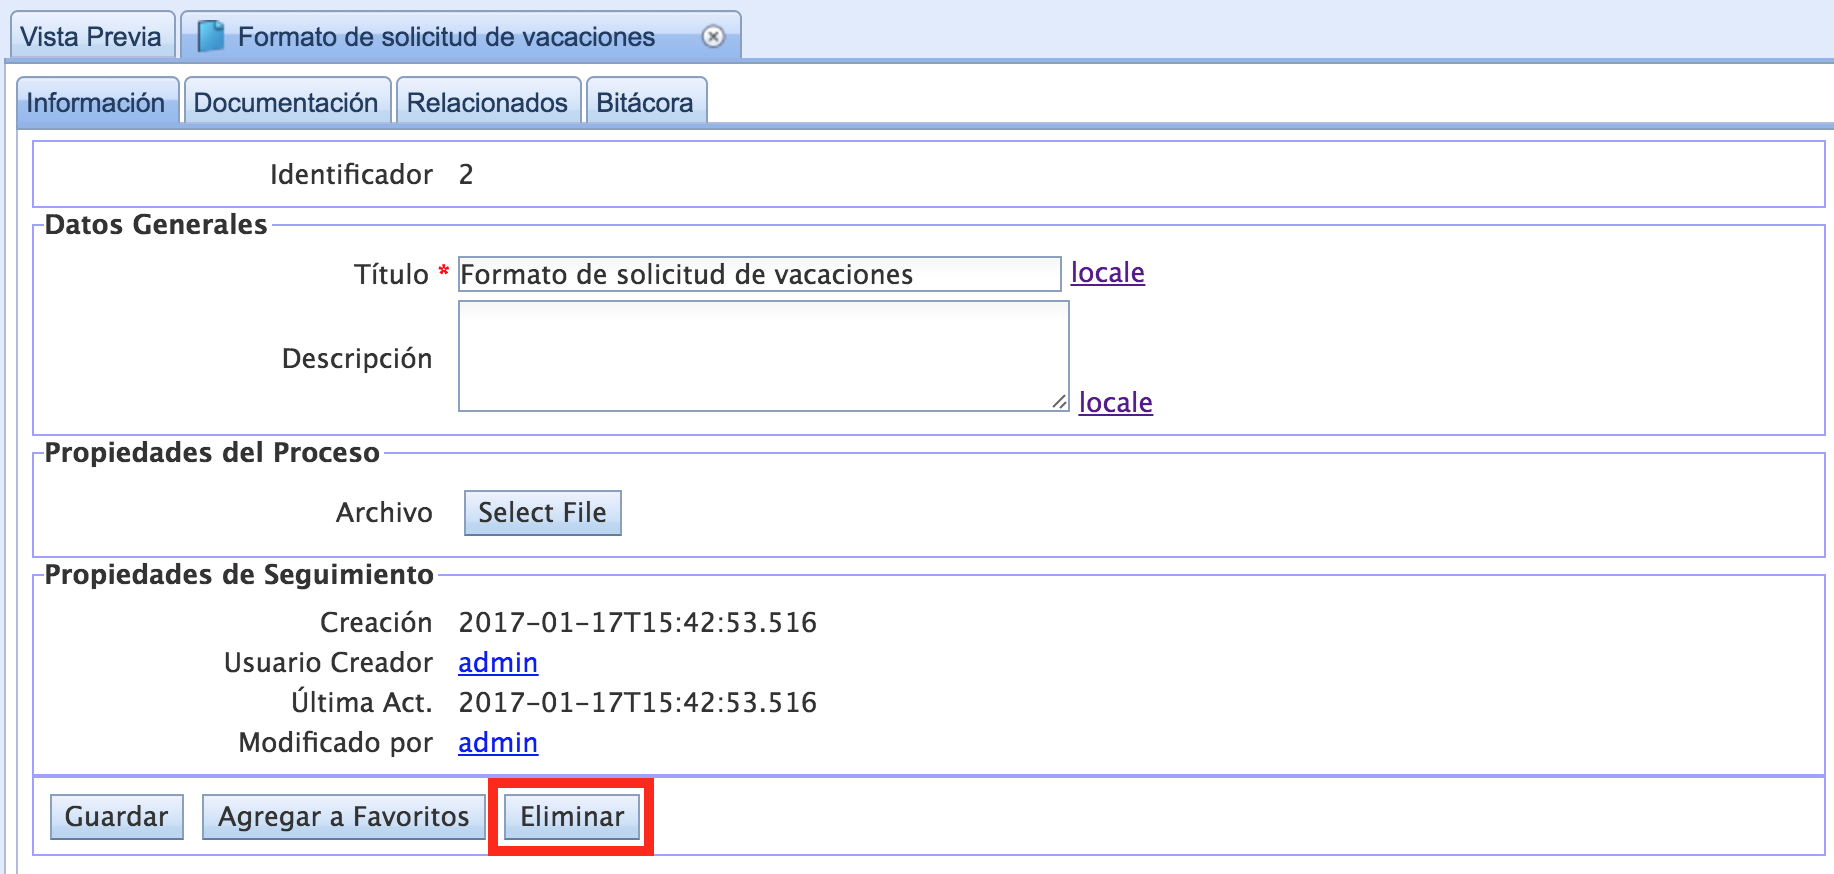 Vista Previa Formato de solicitud de vacaciones
Información Documentación Relacionados Bitácora
Identificador 2
Datos Generales
Título * Formato de solicitud de vacaciones locale
Descripción
locale
Propiedades del Proceso
Archivo Select File
Propiedades de Seguimiento
Creación 2017-01-17T15:42:53.516
Usuario Creador admin
Última Act. 2017-01-17T15:42:53.516
Modificado por admin
Guardar Agregar a Favoritos Eliminar